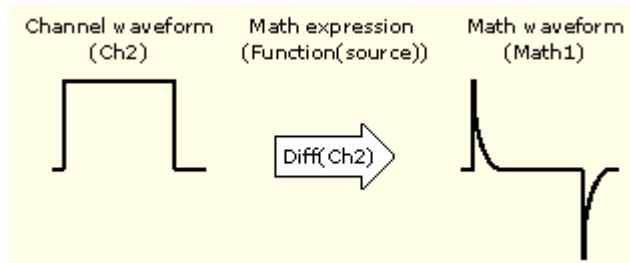 Channel waveform
(Ch2)
Math expression
(Function(source))
Math waveform
(Math1)
Diff(Ch2)